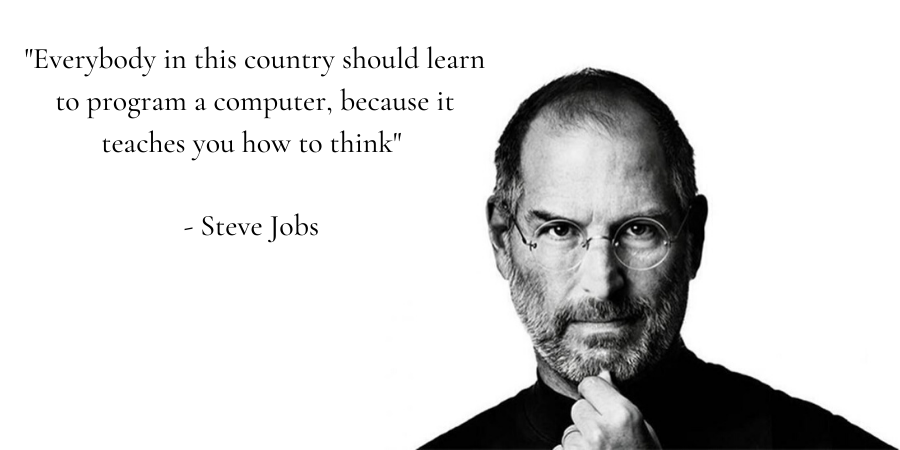 "Everybody in this country should learn
to program a computer, because it
teaches you how to think"
- Steve Jobs